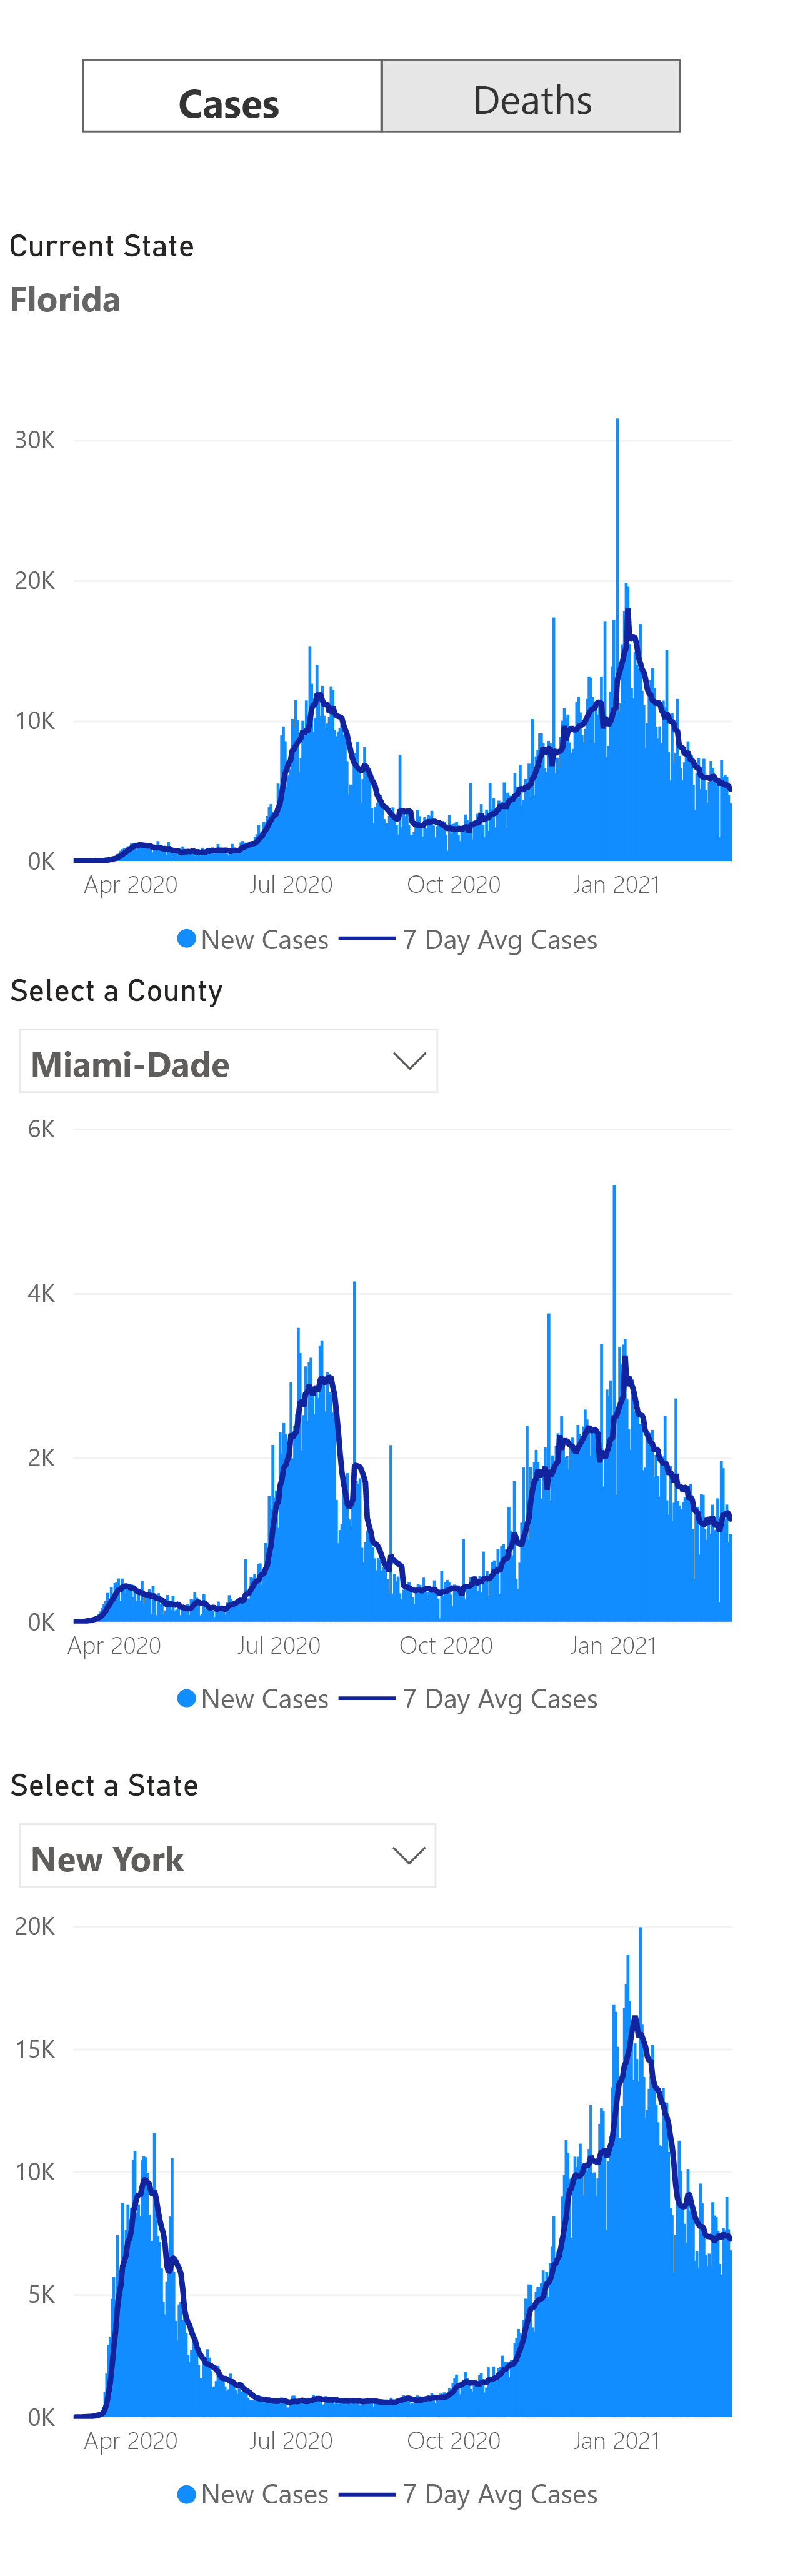 Cases Deaths
Current State
Florida
30K
20K
10K
0K
Apr 2020 Jul 2020 Oct 2020 Jan 2021
New Cases 7 Day Avg Cases
Select a County
Miami-Dade
6K
4K
2K
0K
Apr 2020 Jul 2020 Oct 2020 Jan 2021
New Cases 7 Day Avg Cases
Select a State
New York
20K
15K
10K
5K
0K
Apr 2020 Jul 2020 Oct 2020 Jan 2021
New Cases 7 Day Avg Cases